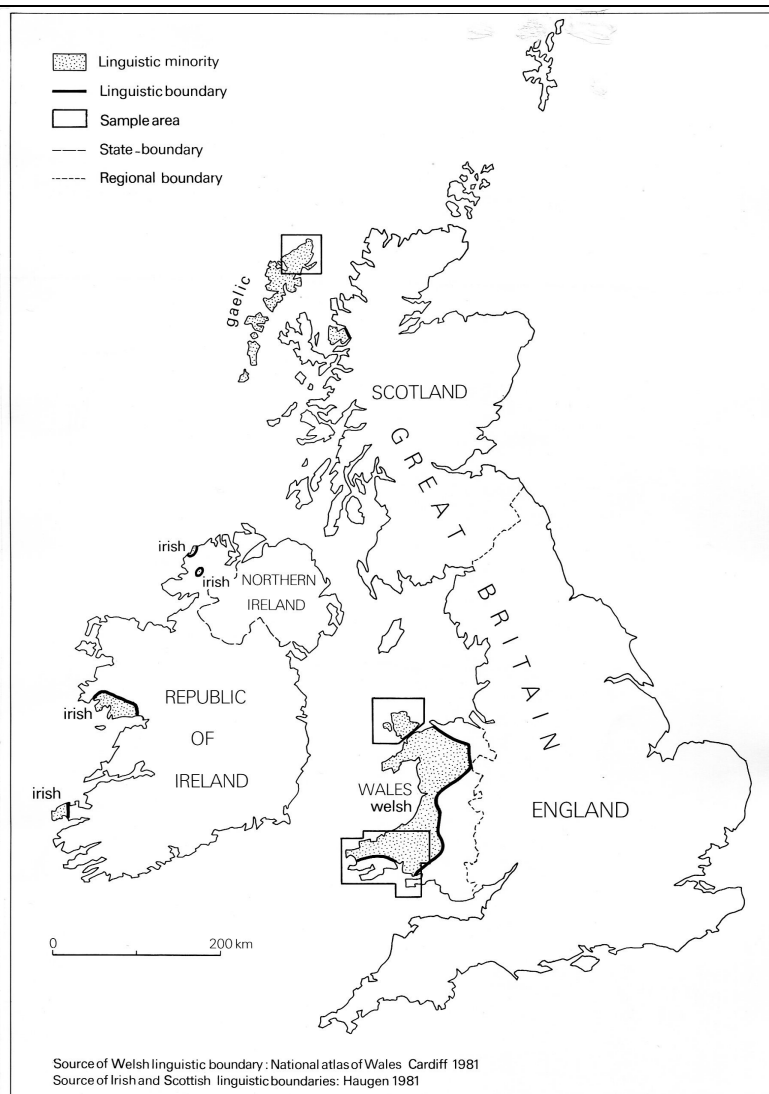 Linguistic minority
Linguistic boundary
Sample area
State-boundary
Regional boundary
gaelic
SCOTLAND
GREAT
BRITAIN
irish
irish
NORTHERN
IRELAND
REPUBLIC
OF
IRELAND
irish
irish
WALES
welsh
ENGLAND
0
200 km
Source of Welsh linguistic boundary: National atlas of Wales Cardiff 1981
Source of Irish and Scottish linguistic boundaries: Haugen 1981